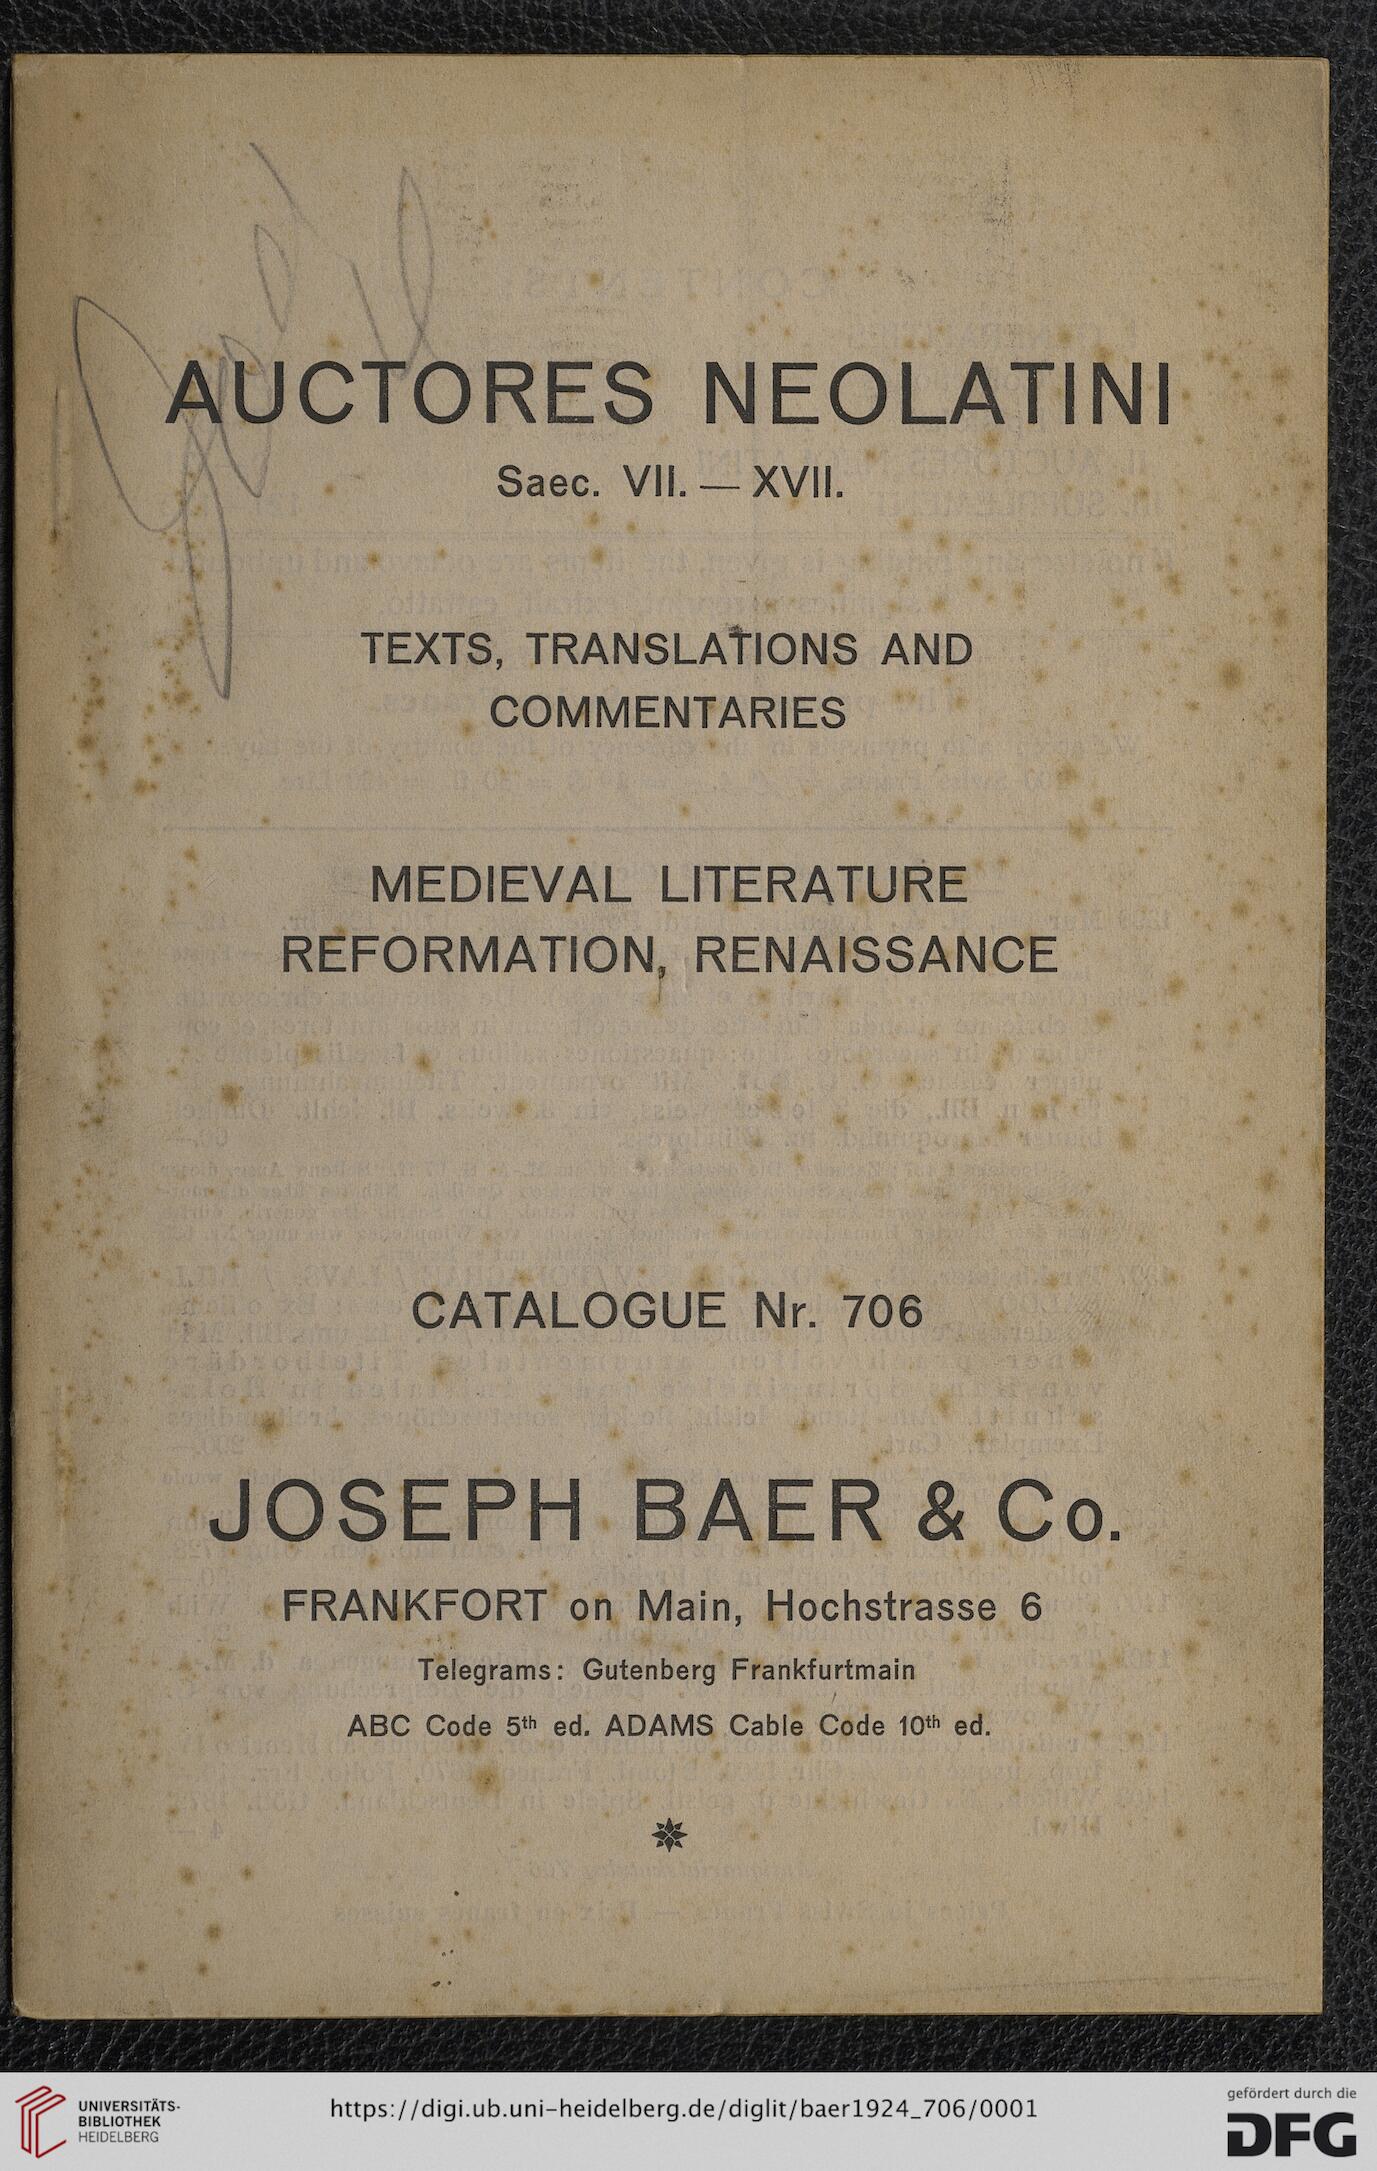 AUCTORES NEOLATINI
Saec. VII. — XVII.
TEXTS, TRANSLATIONS AND
COMMENTARIES
MEDIEVAL LITERATURE
REFORMATION, RENAISSANCE
CATALOGUE Nr. 706
JOSEPH BAER & Co.
FRANKFORT on Main, Hochstrasse 6
Telegrams: Gutenberg Frankfurtmain
ABC Code 5th ed. ADAMS Cable Code 10th ed.
UNIVERSITÄTS-
BIBLIOTHEK
HEIDELBERG
https://digi.ub.uni-heidelberg.de/diglit/baer1924_706/0001
gefördert durch die
DFG